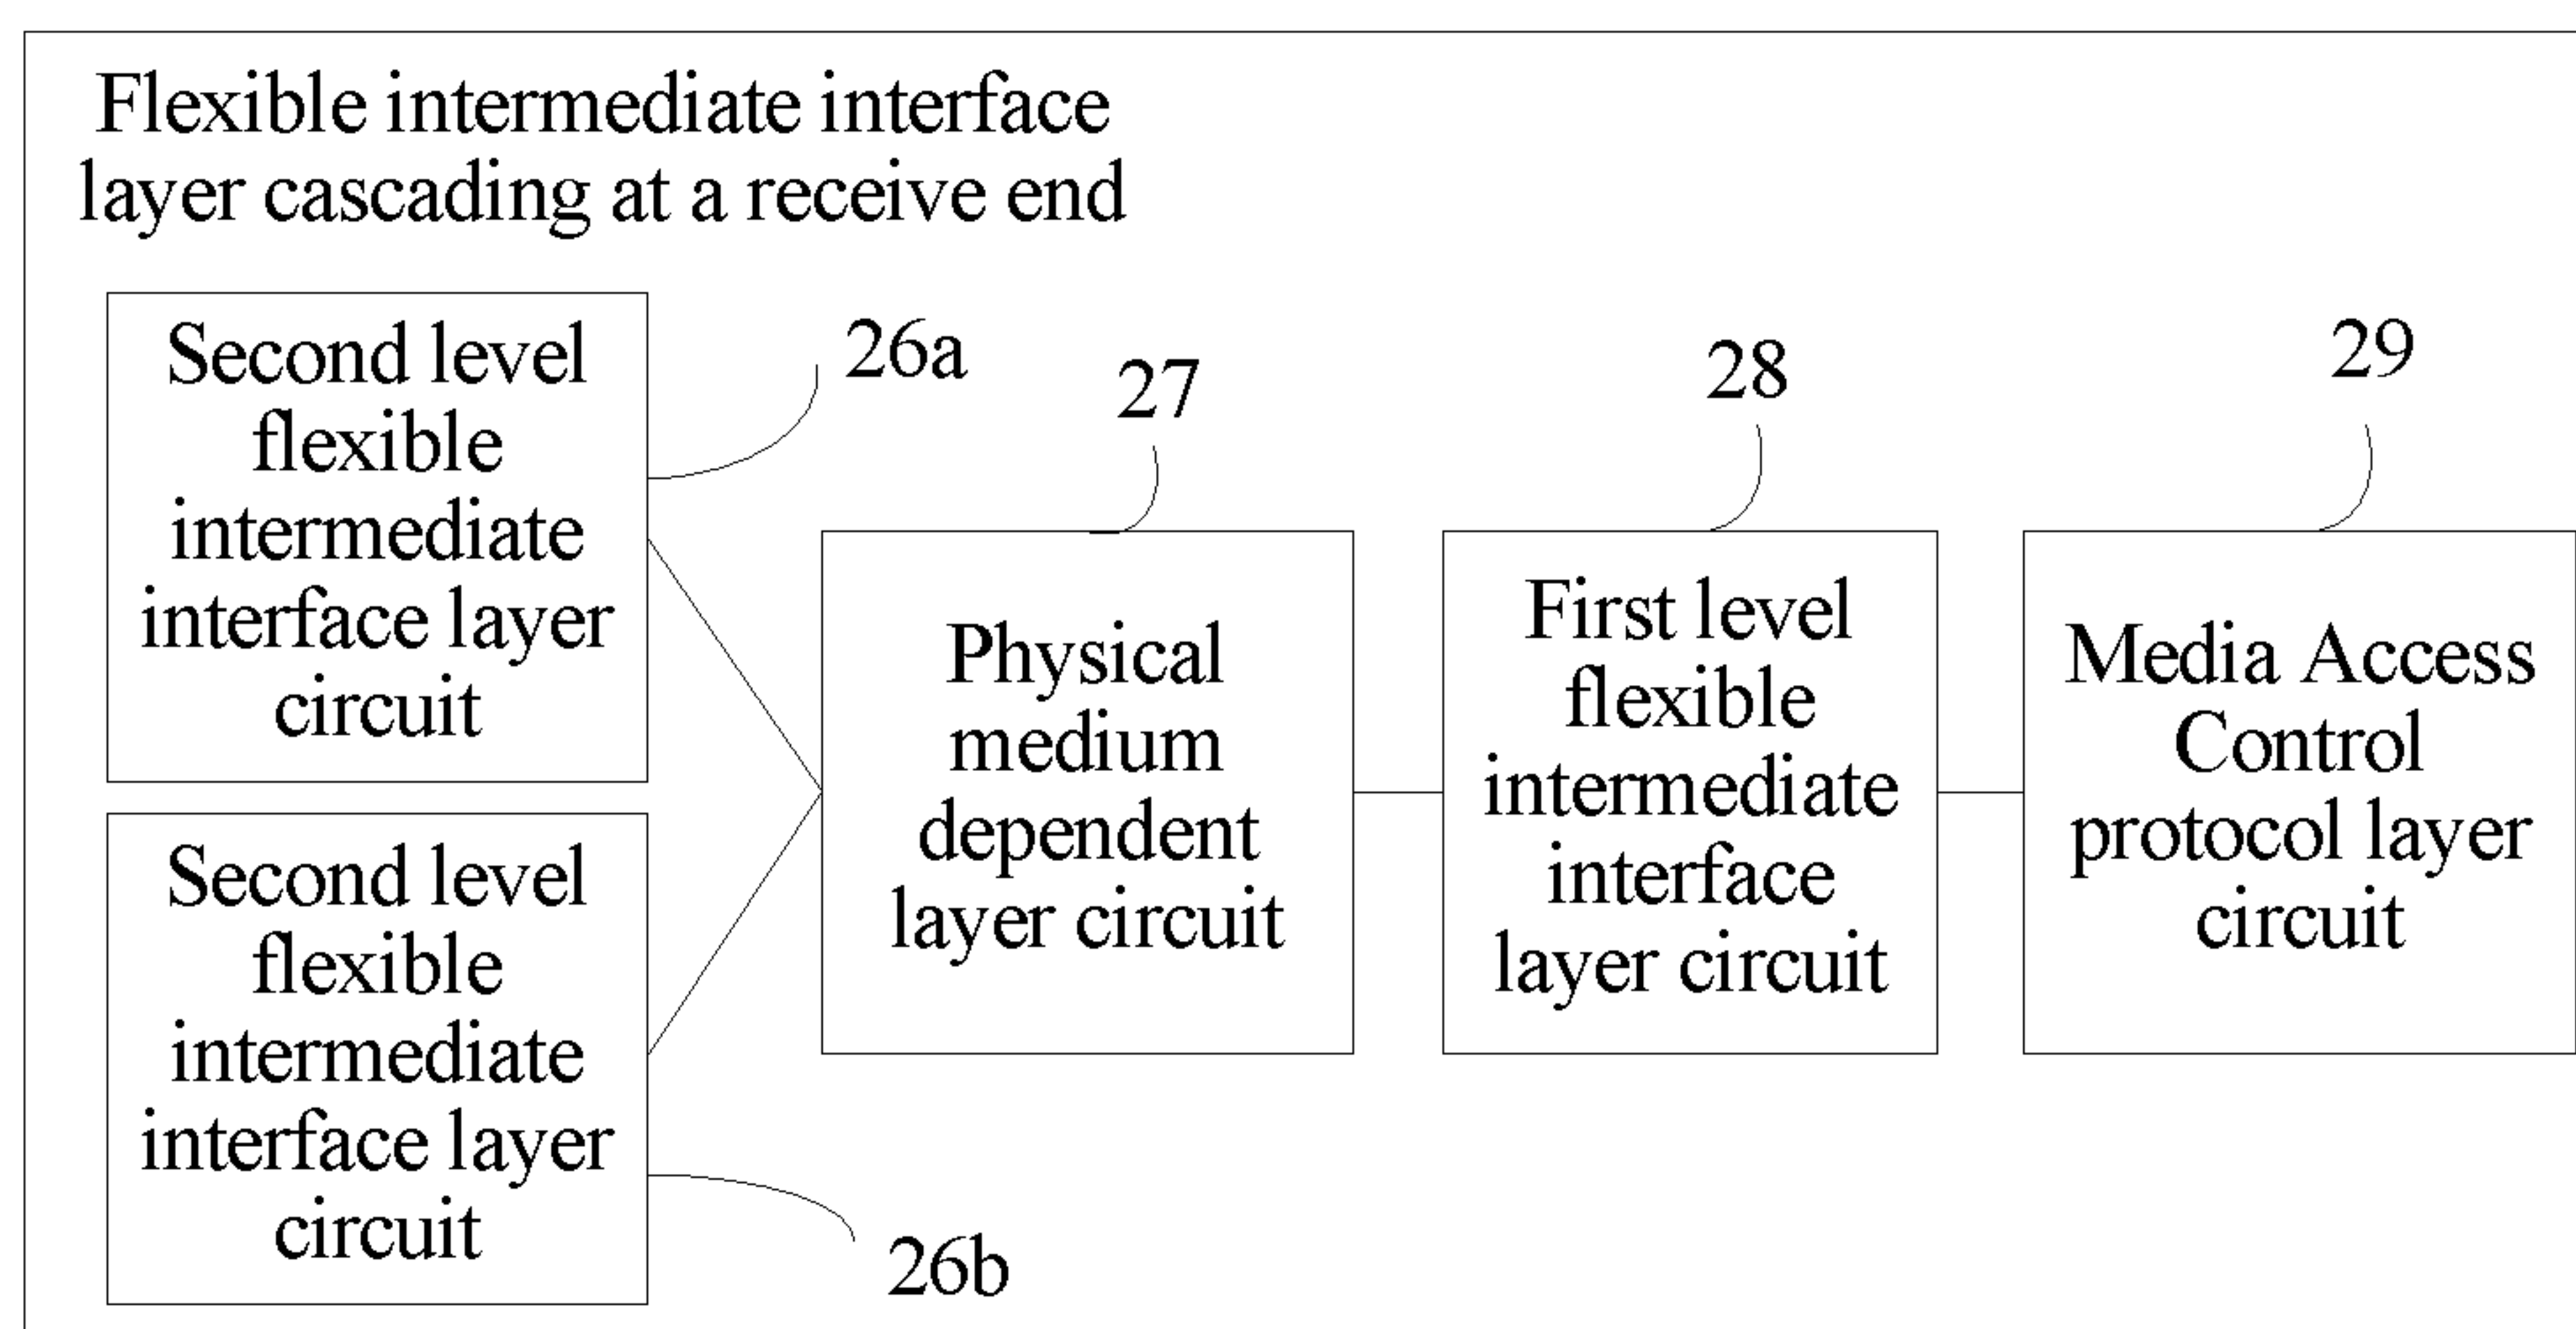 Flexible intermediate interface
layer cascading at a receive end
Second level
flexible
intermediate
interface layer
circuit
26a
Second level
flexible
intermediate
interface layer
circuit
26b
27
Physical
medium
dependent
layer circuit
28
First level
flexible
intermediate
interface
layer circuit
29
Media Access
Control
protocol layer
circuit